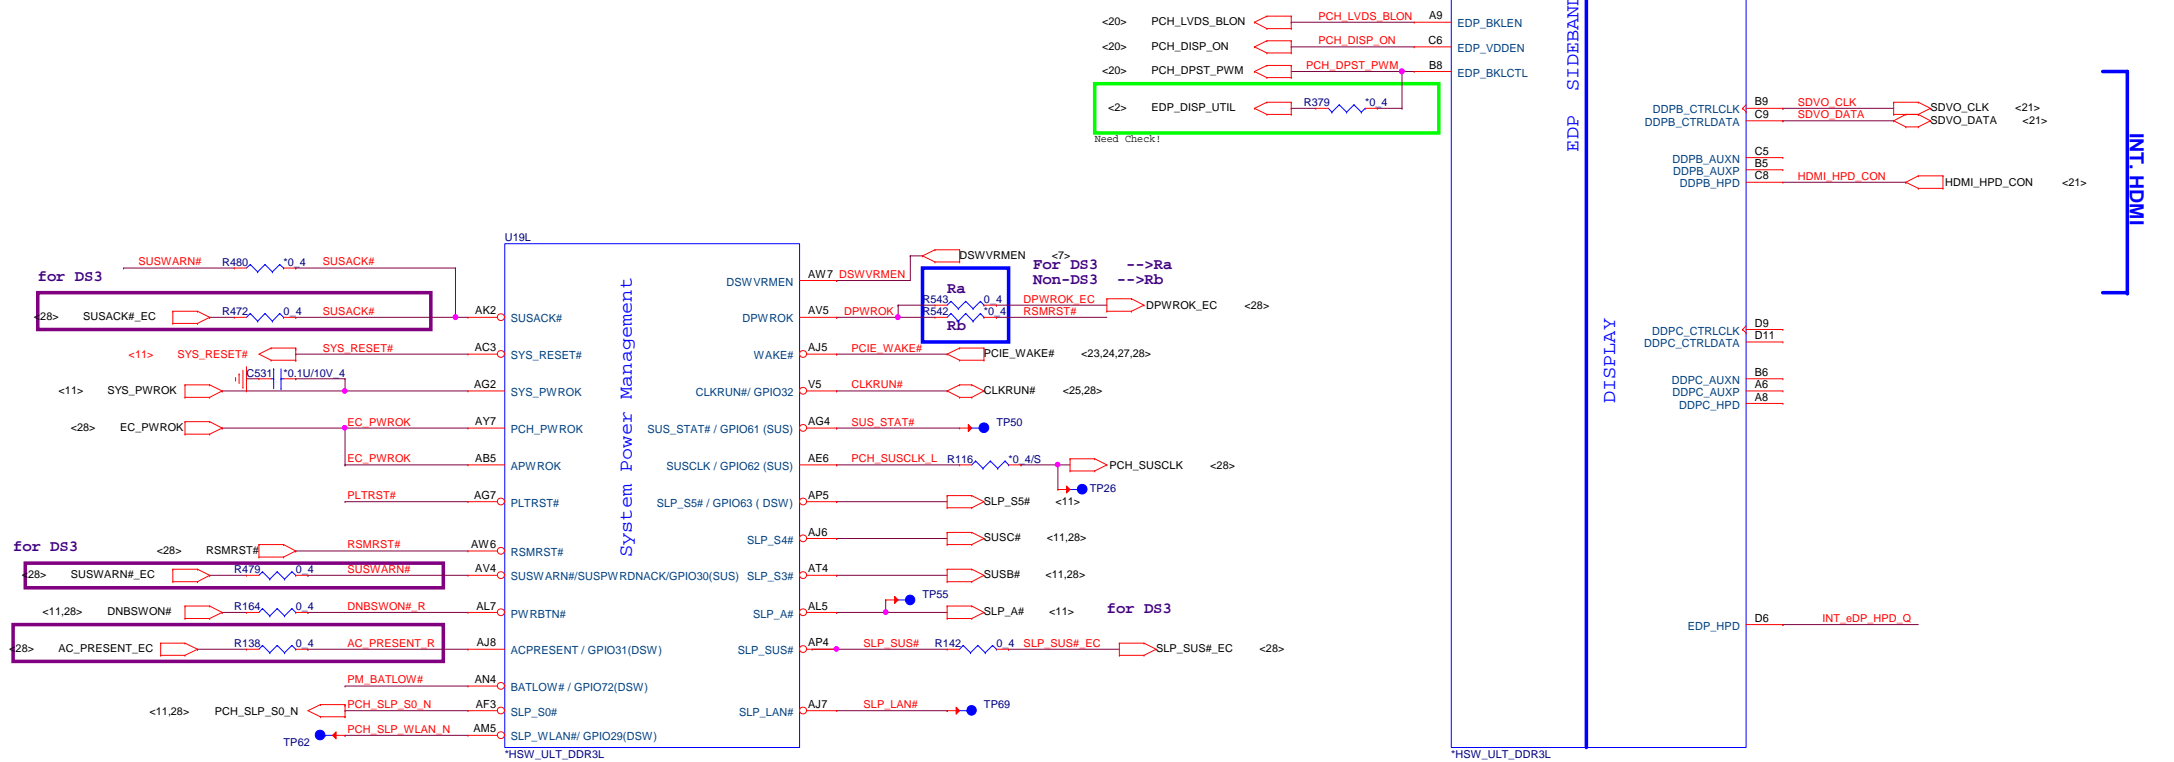 <20> PCH_LVDS_BLON PCH_LVDS_BLON A9 EDP_BKLEN
<20> PCH_DISP_ON PCH_DISP_ON C6 EDP_VDDEN
<20> PCH_DPST_PWM PCH_DPST_PWM B8 EDP_BKLCTL
<2> EDP_DISP_UTIL R379 *0_4
Need Check!
EDP SIDEBAND
DISPLAY
DDPB_CTRLCLK B9 SDVO_CLK SDVO_CLK <21>
DDPB_CTRLDATA C9 SDVO_DATA SDVO_DATA <21>
DDPB_AUXN C5
DDPB_AUXP B5
DDPB_HPD C8 HDMI_HPD_CON HDMI_HPD_CON <21>
INT. HDMI
DDPC_CTRLCLK D9
DDPC_CTRLDATA D11
DDPC_AUXN B6
DDPC_AUXP A6
DDPC_HPD A8
EDP_HPD D6 INT_eDP_HPD_Q
*HSW_ULT_DDR3L
U19L
System Power Management
SUSWARN# R480 *0_4 SUSACK#
for DS3
<28> SUSACK#_EC R472 0_4 SUSACK# AK2 SUSACK#
<11> SYS_RESET# SYS_RESET# AC3 SYS_RESET#
C531 *0.1U/10V_4
<11> SYS_PWROK AG2 SYS_PWROK
<28> EC_PWROK EC_PWROK AY7 PCH_PWROK
EC_PWROK AB5 APWROK
PLTRST# AG7 PLTRST#
for DS3
<28> RSMRST# RSMRST# AW6 RSMRST#
<28> SUSWARN#_EC R479 0_4 SUSWARN# AV4 SUSWARN#/SUSPWRDNACK/GPIO30(SUS)
<11,28> DNBSWON# R164 0_4 DNBSWON#_R AL7 PWRBTN#
<28> AC_PRESENT_EC R138 0_4 AC_PRESENT_R AJ8 ACPRESENT / GPIO31(DSW)
PM_BATLOW# AN4 BATLOW# / GPIO72(DSW)
<11,28> PCH_SLP_S0_N PCH_SLP_S0_N AF3 SLP_S0#
TP62 PCH_SLP_WLAN_N AM5 SLP_WLAN#/ GPIO29(DSW)
*HSW_ULT_DDR3L
DSWVRMEN AW7 DSWVRMEN DSWVRMEN <7>
For DS3 -->Ra
Non-DS3 -->Rb
Ra
R543 0_4 DPWROK_EC DPWROK_EC <28>
DPWROK AV5 DPWROK R542 *0_4 RSMRST#
Rb
WAKE# AJ5 PCIE_WAKE# PCIE_WAKE# <23,24,27,28>
CLKRUN#/ GPIO32 V5 CLKRUN# CLKRUN# <25,28>
SUS_STAT# / GPIO61 (SUS) AG4 SUS_STAT# TP50
SUSCLK / GPIO62 (SUS) AE6 PCH_SUSCLK_L R116 *0_4/S PCH_SUSCLK <28>
TP26
SLP_S5# / GPIO63 ( DSW) AP5 SLP_S5# <11>
SLP_S4# AJ6 SUSC# <11,28>
SLP_S3# AT4 SUSB# <11,28>
TP55
SLP_A# AL5 SLP_A# <11>
for DS3
SLP_SUS# AP4 SLP_SUS# R142 0_4 SLP_SUS#_EC SLP_SUS#_EC <28>
SLP_LAN# AJ7 SLP_LAN# TP69